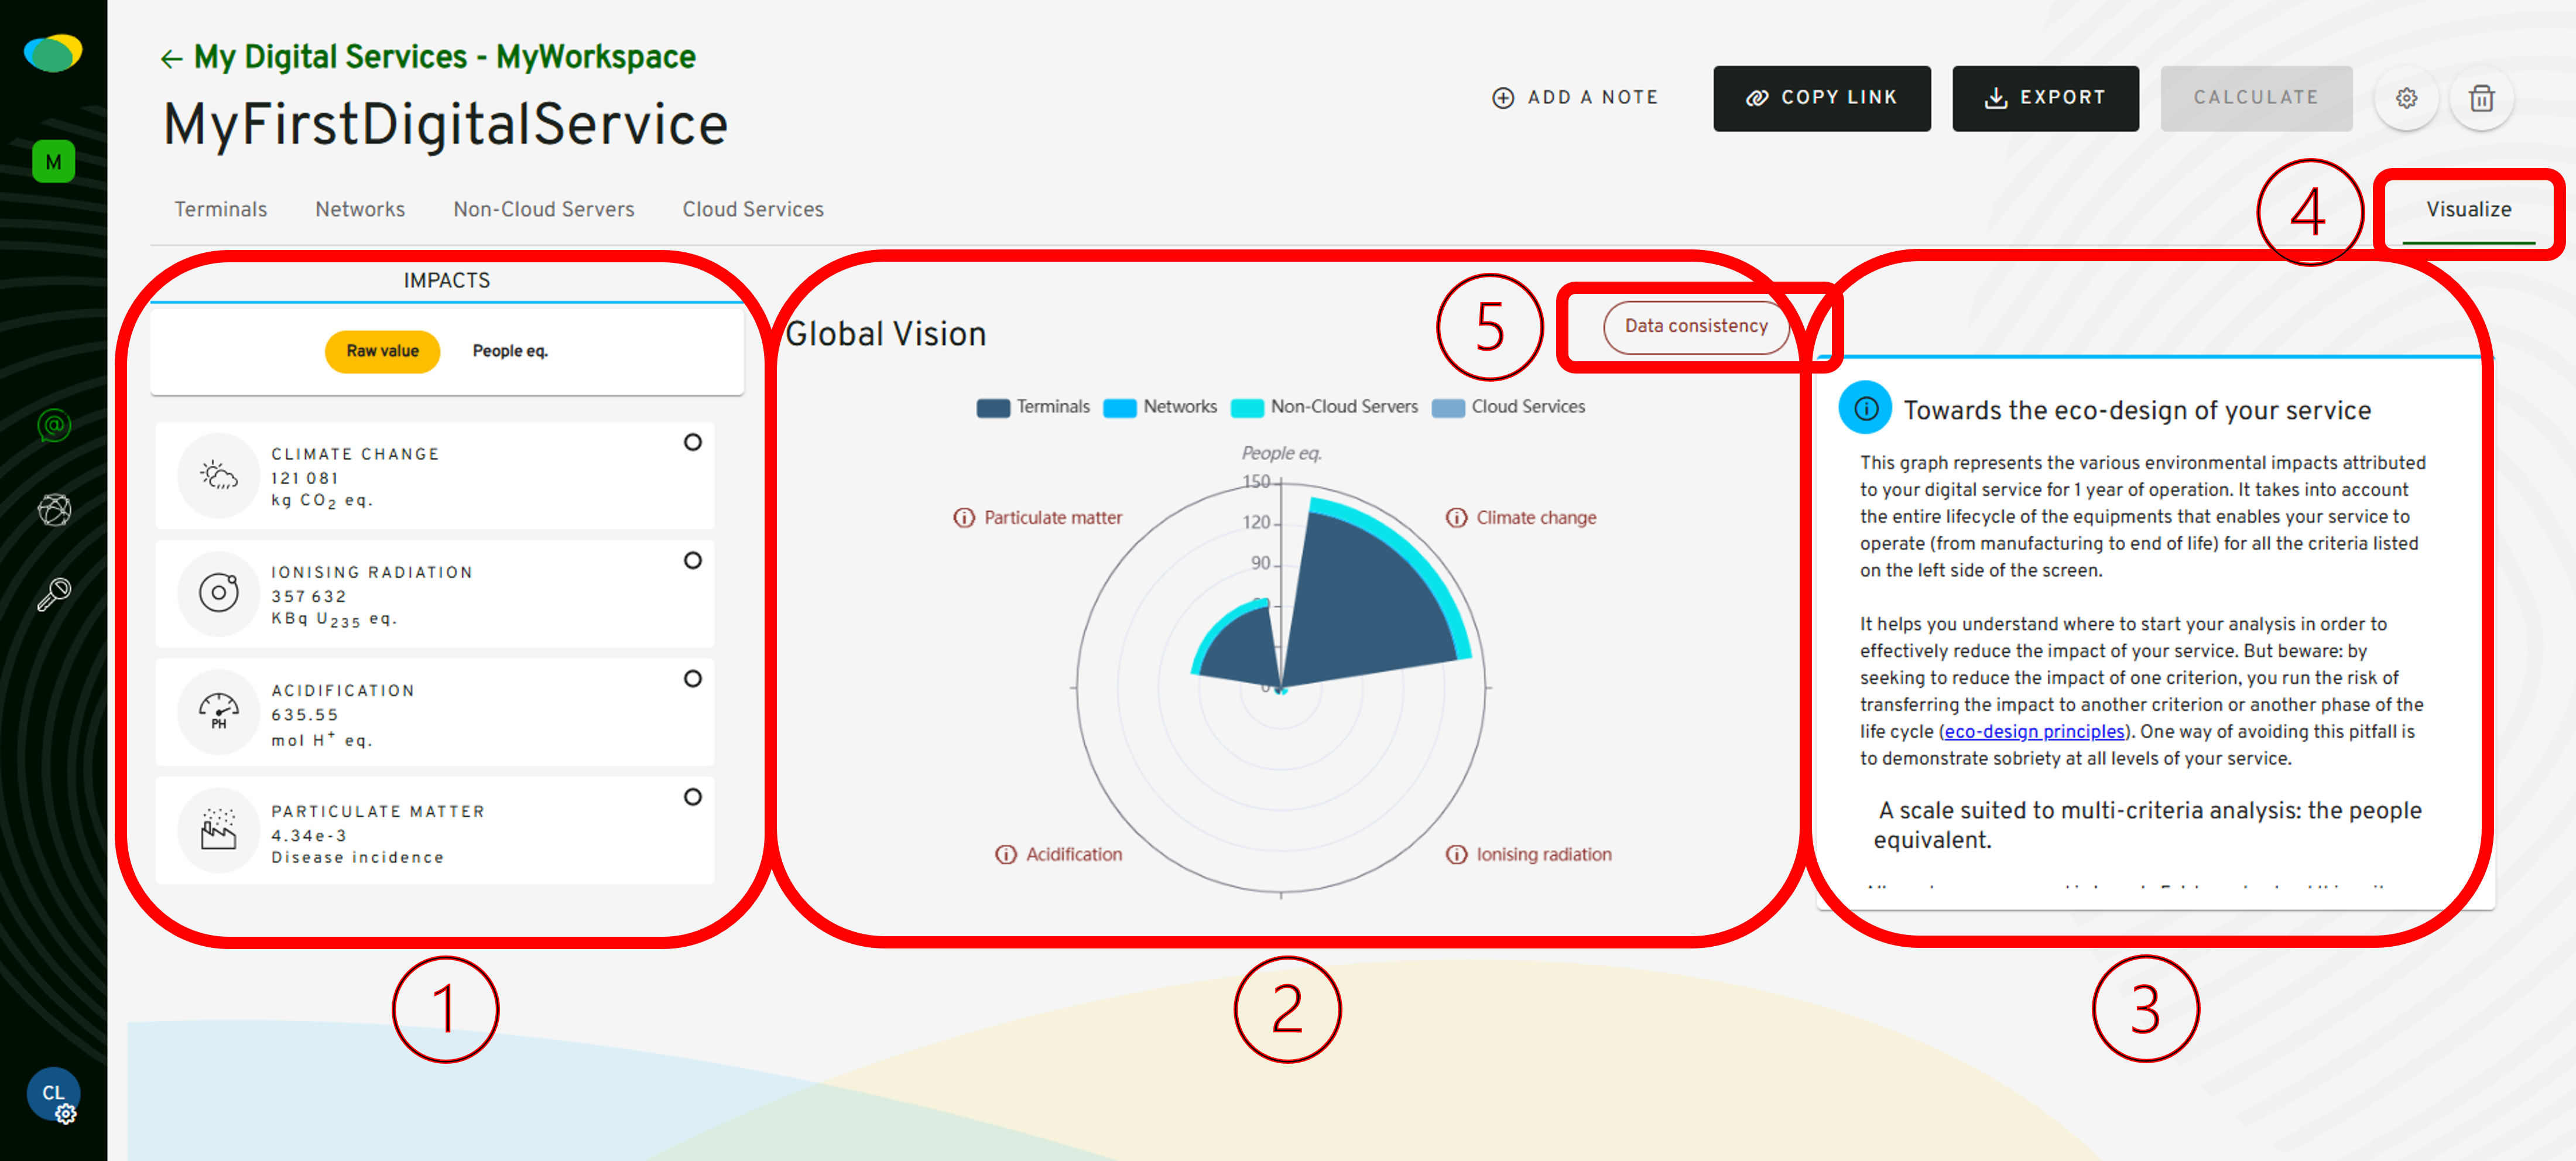 ← My Digital Services - MyWorkspace
MyFirstDigitalService
ADD A NOTE
COPY LINK
EXPORT
CALCULATE
M
Terminals
Networks
Non-Cloud Servers
Cloud Services
4
Visualize
IMPACTS
Raw value
People eq.
CLIMATE CHANGE
121 081
kg CO2 eq.
IONISING RADIATION
357 632
KBq U235 eq.
ACIDIFICATION
635.55
mol H+ eq.
PH
PARTICULATE MATTER
4.34e-3
Disease incidence
1
Global Vision
5
Data consistency
Terminals
Networks
Non-Cloud Servers
Cloud Services
People eq.
150
120
90
0
Particulate matter
Climate change
Acidification
Ionising radiation
2
Towards the eco-design of your service
This graph represents the various environmental impacts attributed
to your digital service for 1 year of operation. It takes into account
the entire lifecycle of the equipments that enables your service to
operate (from manufacturing to end of life) for all the criteria listed
on the left side of the screen.
It helps you understand where to start your analysis in order to
effectively reduce the impact of your service. But beware: by
seeking to reduce the impact of one criterion, you run the risk of
transferring the impact to another criterion or another phase of the
life cycle (eco-design principles). One way of avoiding this pitfall is
to demonstrate sobriety at all levels of your service.
A scale suited to multi-criteria analysis: the people
equivalent.
3
CL